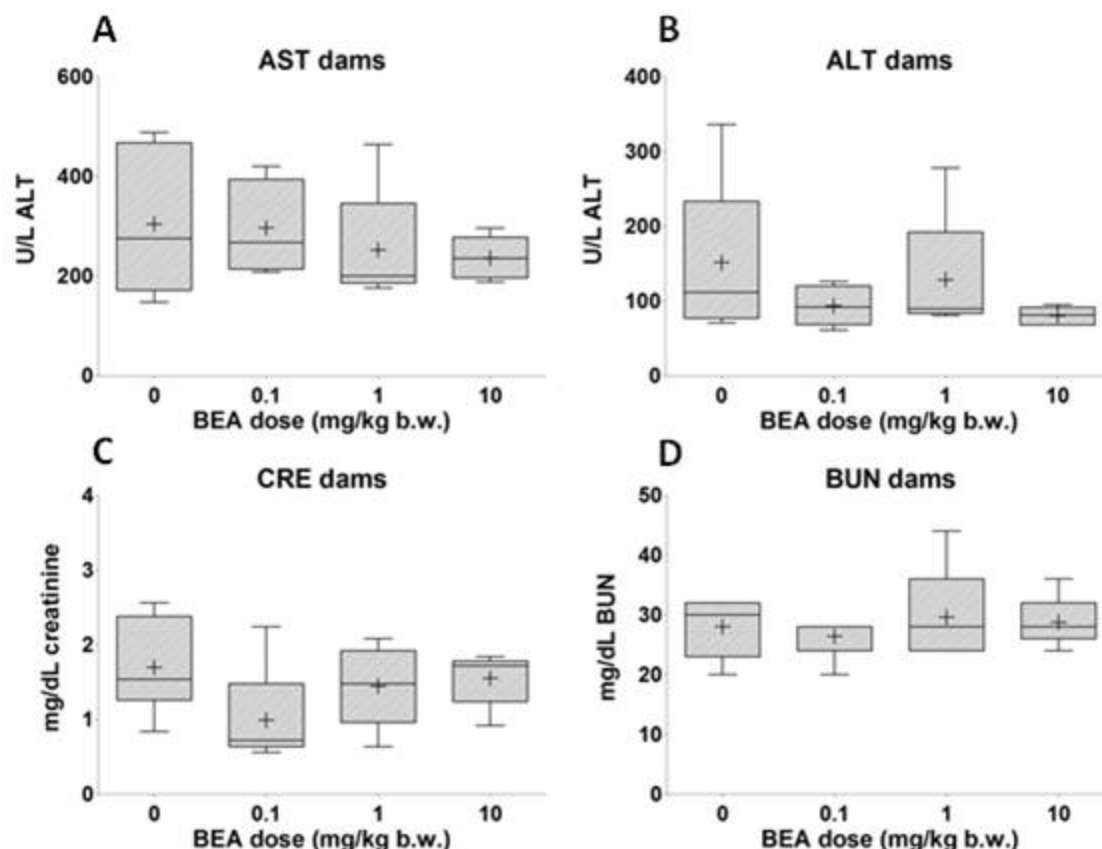 A
AST dams
600
400
200
0
U/L ALT
0 0.1 1 10
BEA dose (mg/kg b.w.)
B
ALT dams
400
300
200
100
0
U/L ALT
0 0.1 1 10
BEA dose (mg/kg b.w.)
C
CRE dams
4
3
2
1
0
mg/dL creatinine
0 0.1 1 10
BEA dose (mg/kg b.w.)
D
BUN dams
50
40
30
20
10
0
mg/dL BUN
0 0.1 1 10
BEA dose (mg/kg b.w.)